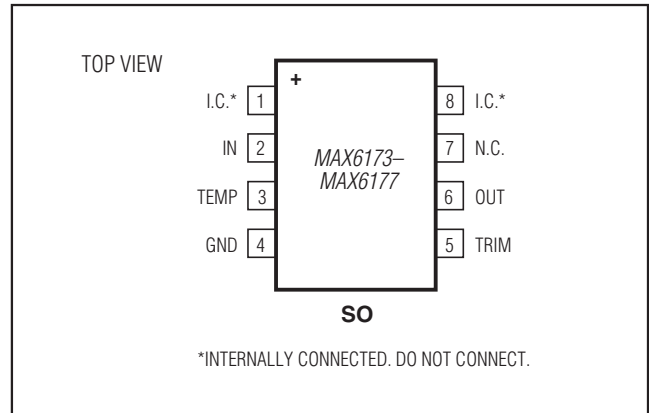 TOP VIEW
+
I.C.* 1
8 I.C.*
IN 2
7 N.C.
MAX6173–
MAX6177
TEMP 3
6 OUT
GND 4
5 TRIM
SO
*INTERNALLY CONNECTED. DO NOT CONNECT.